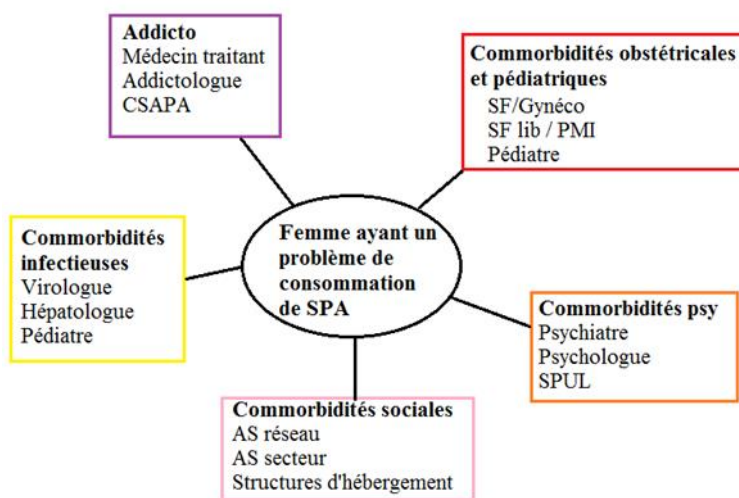 Addicto
Médecin traitant
Addictologue
CSAPA
Commorbidités obstétricales
et pédiatriques
SF/Gynéco
SF lib / PMI
Pédiatre
Femme ayant un
problème de
consommation
de SPA
Commorbidités
infectieuses
Virologue
Hépatologue
Pédiatre
Commorbidités psy
Psychiatre
Psychologue
SPUL
Commorbidités sociales
AS réseau
AS secteur
Structures d'hébergement